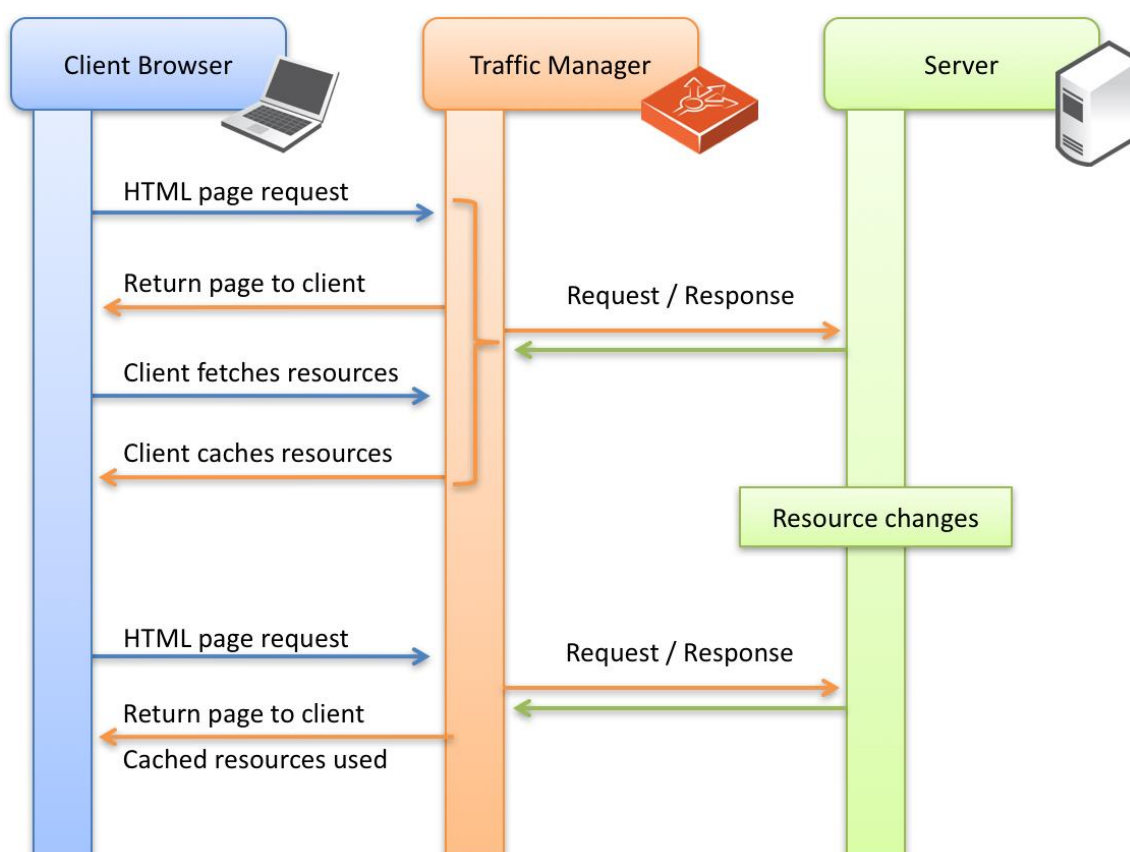 Client Browser
Traffic Manager
Server
HTML page request
Return page to client
Request / Response
Client fetches resources
Client caches resources
Resource changes
HTML page request
Request / Response
Return page to client
Cached resources used